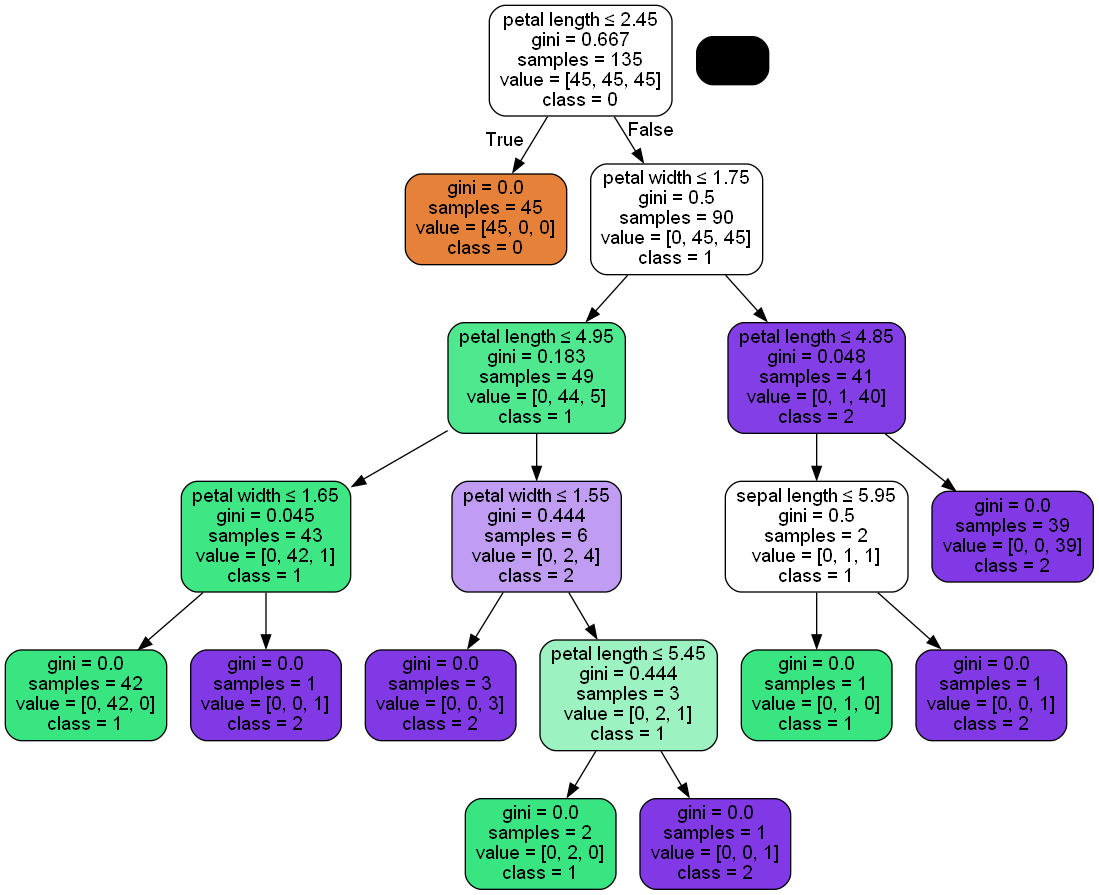 petal length ≤ 2.45
gini = 0.667
samples = 135
value = [45, 45, 45]
class = 0
True
False
gini = 0.0
samples = 45
value = [45, 0, 0]
class = 0
petal width ≤ 1.75
gini = 0.5
samples = 90
value = [0, 45, 45]
class = 1
petal length ≤ 4.95
gini = 0.183
samples = 49
value = [0, 44, 5]
class = 1
petal length ≤ 4.85
gini = 0.048
samples = 41
value = [0, 1, 40]
class = 2
petal width ≤ 1.65
gini = 0.045
samples = 43
value = [0, 42, 1]
class = 1
petal width ≤ 1.55
gini = 0.444
samples = 6
value = [0, 2, 4]
class = 2
sepal length ≤ 5.95
gini = 0.5
samples = 2
value = [0, 1, 1]
class = 1
gini = 0.0
samples = 39
value = [0, 0, 39]
class = 2
gini = 0.0
samples = 42
value = [0, 42, 0]
class = 1
gini = 0.0
samples = 1
value = [0, 0, 1]
class = 2
gini = 0.0
samples = 3
value = [0, 0, 3]
class = 2
petal length ≤ 5.45
gini = 0.444
samples = 3
value = [0, 2, 1]
class = 1
gini = 0.0
samples = 1
value = [0, 1, 0]
class = 1
gini = 0.0
samples = 1
value = [0, 0, 1]
class = 2
gini = 0.0
samples = 2
value = [0, 2, 0]
class = 1
gini = 0.0
samples = 1
value = [0, 0, 1]
class = 2